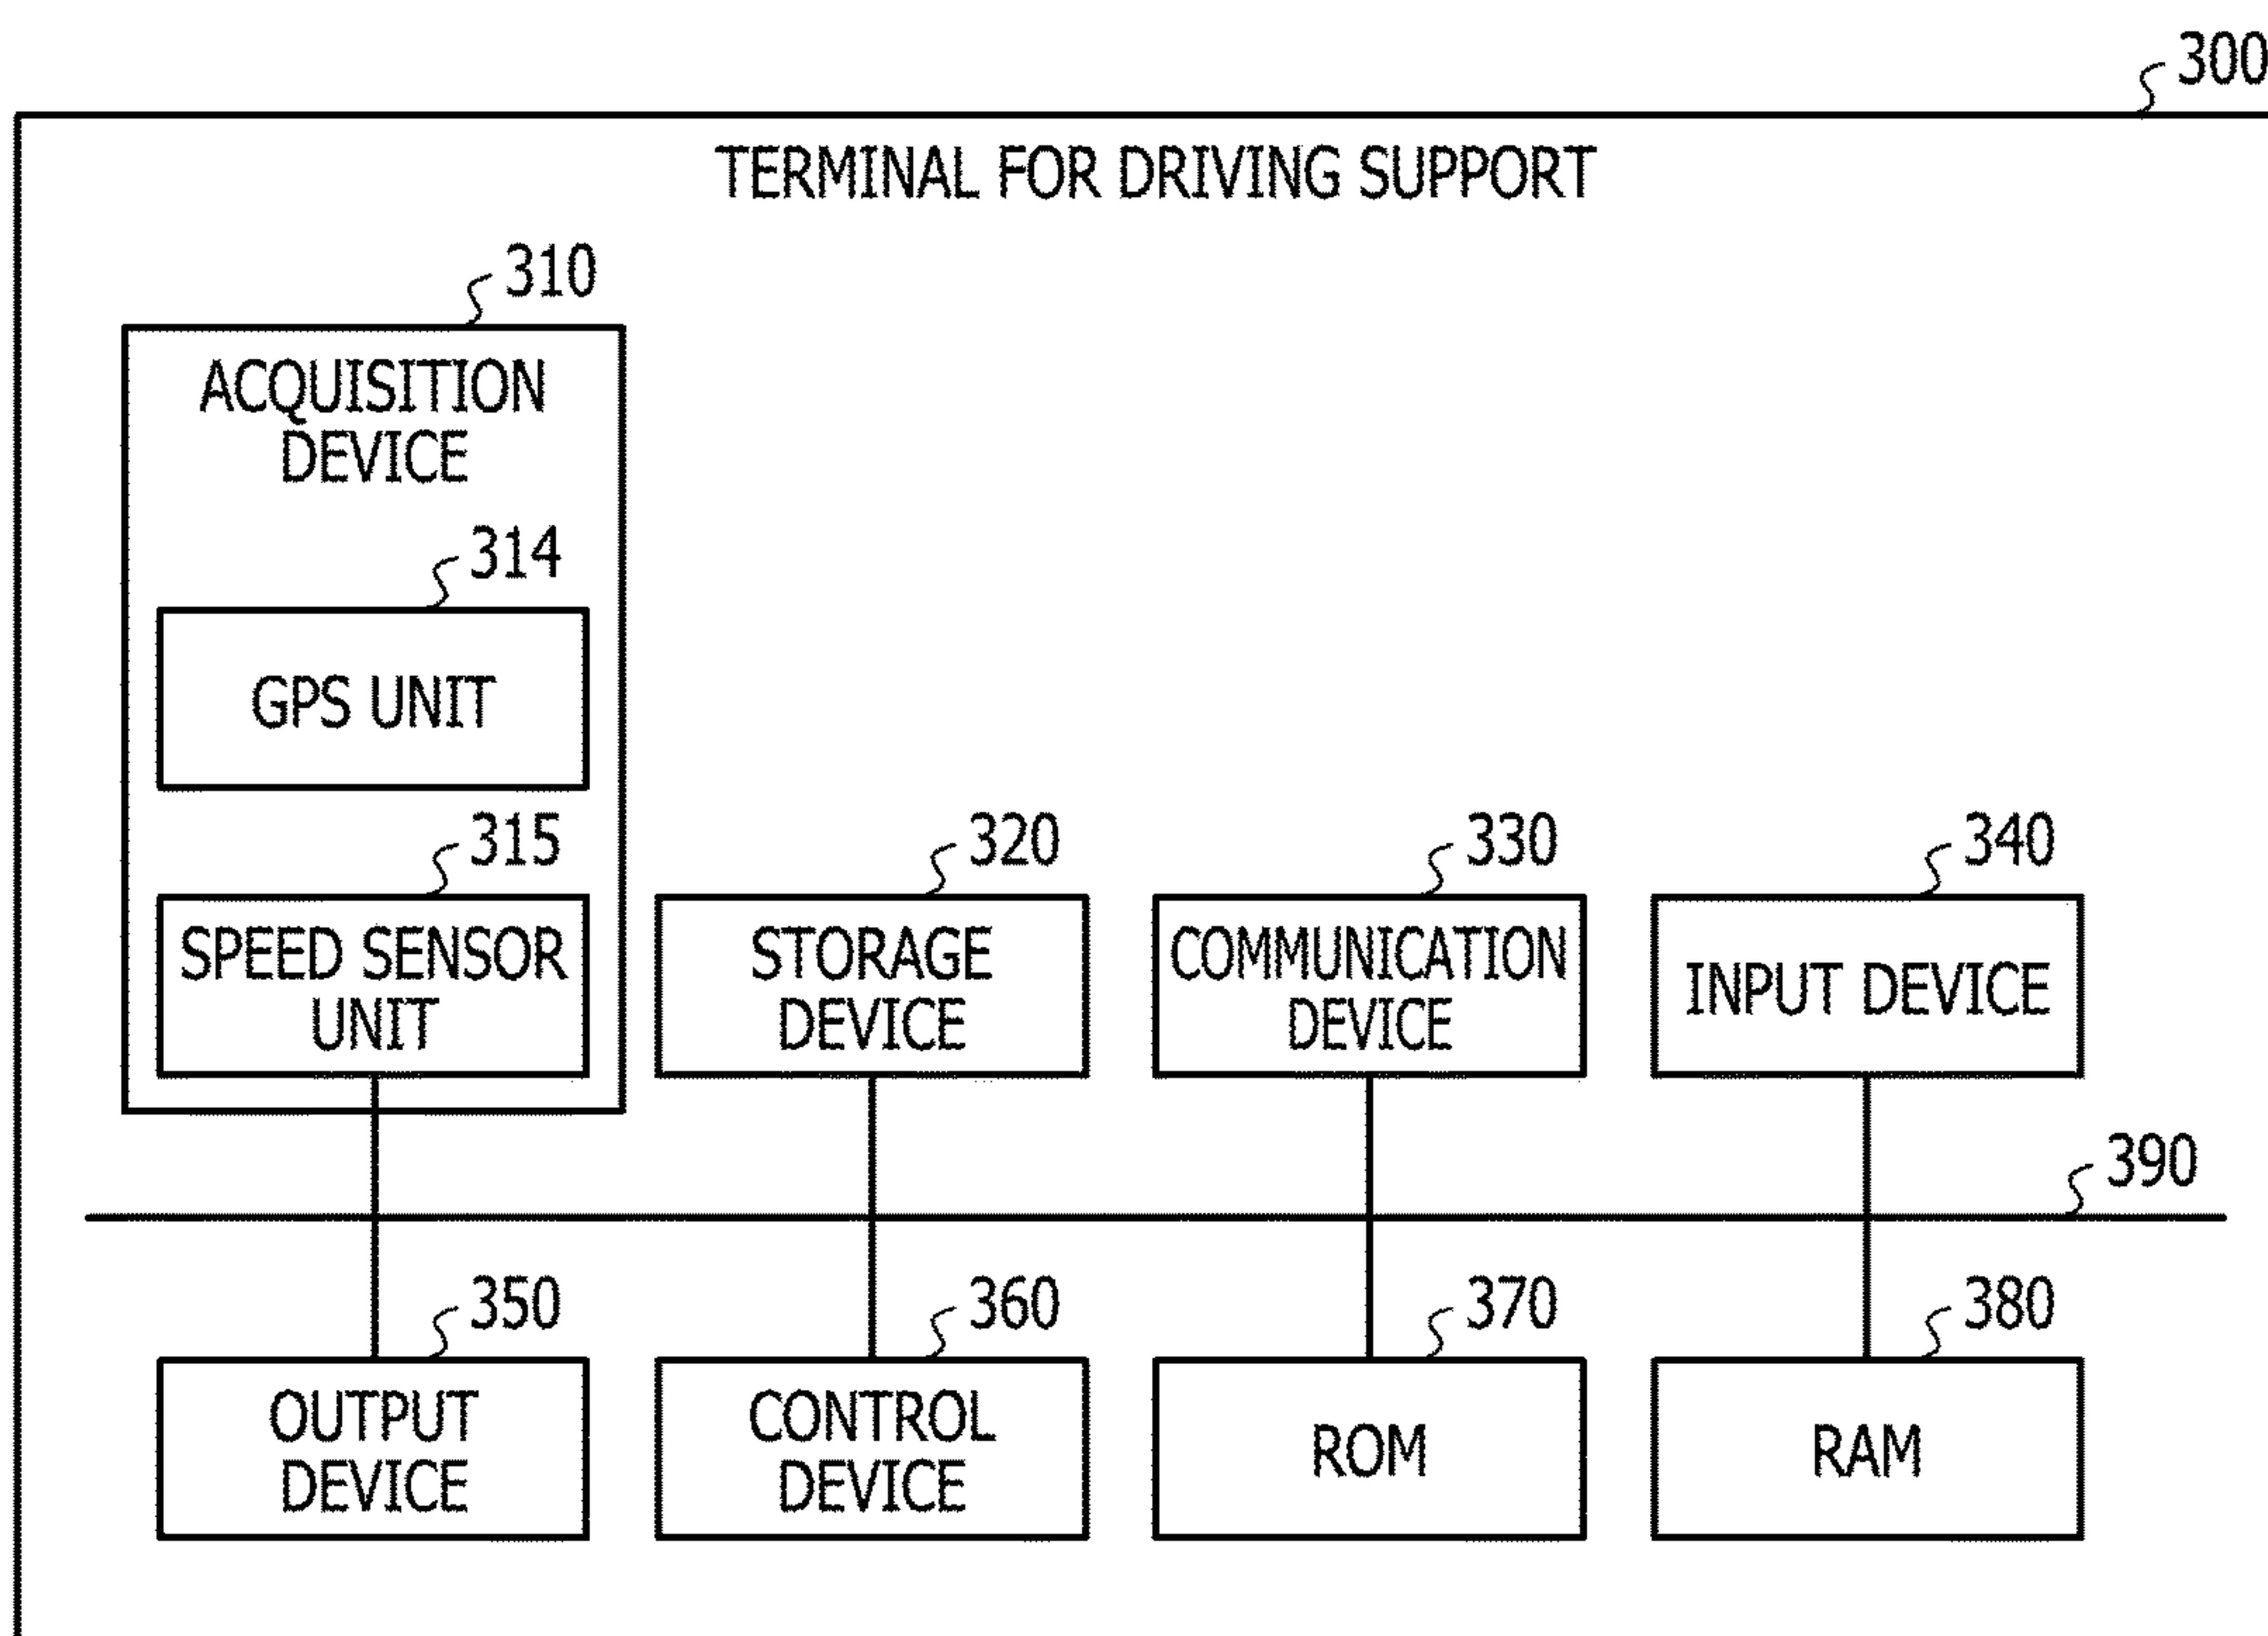 300
TERMINAL FOR DRIVING SUPPORT
310
ACQUISITION
DEVICE
314
GPS UNIT
315
SPEED SENSOR
UNIT
320
STORAGE
DEVICE
330
COMMUNICATION
DEVICE
340
INPUT DEVICE
390
350
OUTPUT
DEVICE
360
CONTROL
DEVICE
370
ROM
380
RAM